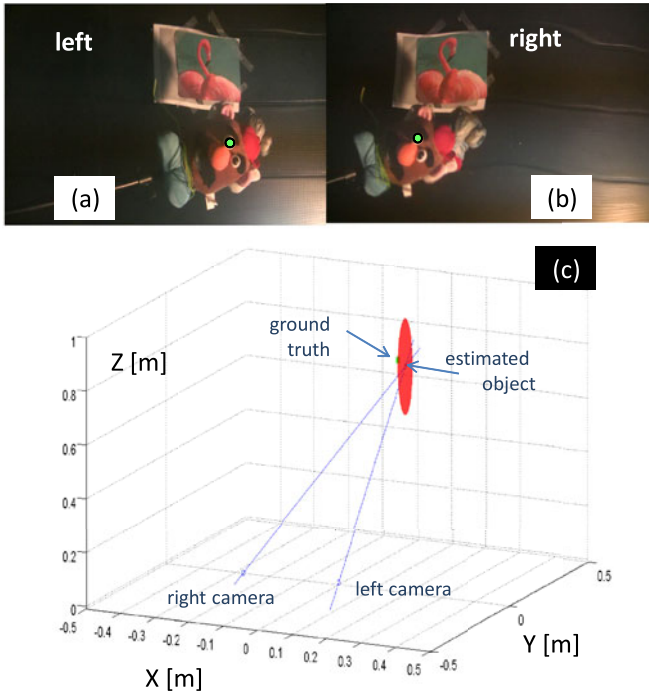 left
right
(a)
(b)
(c)
ground
truth
estimated
object
Z [m]
1
0.8
0.6
0.4
0.2
0
right camera
left camera
-0.5
-0.4
-0.3
-0.2
-0.1
0
0.1
0.2
0.3
0.4
0.5
-0.5
0
0.5
X [m]
Y [m]